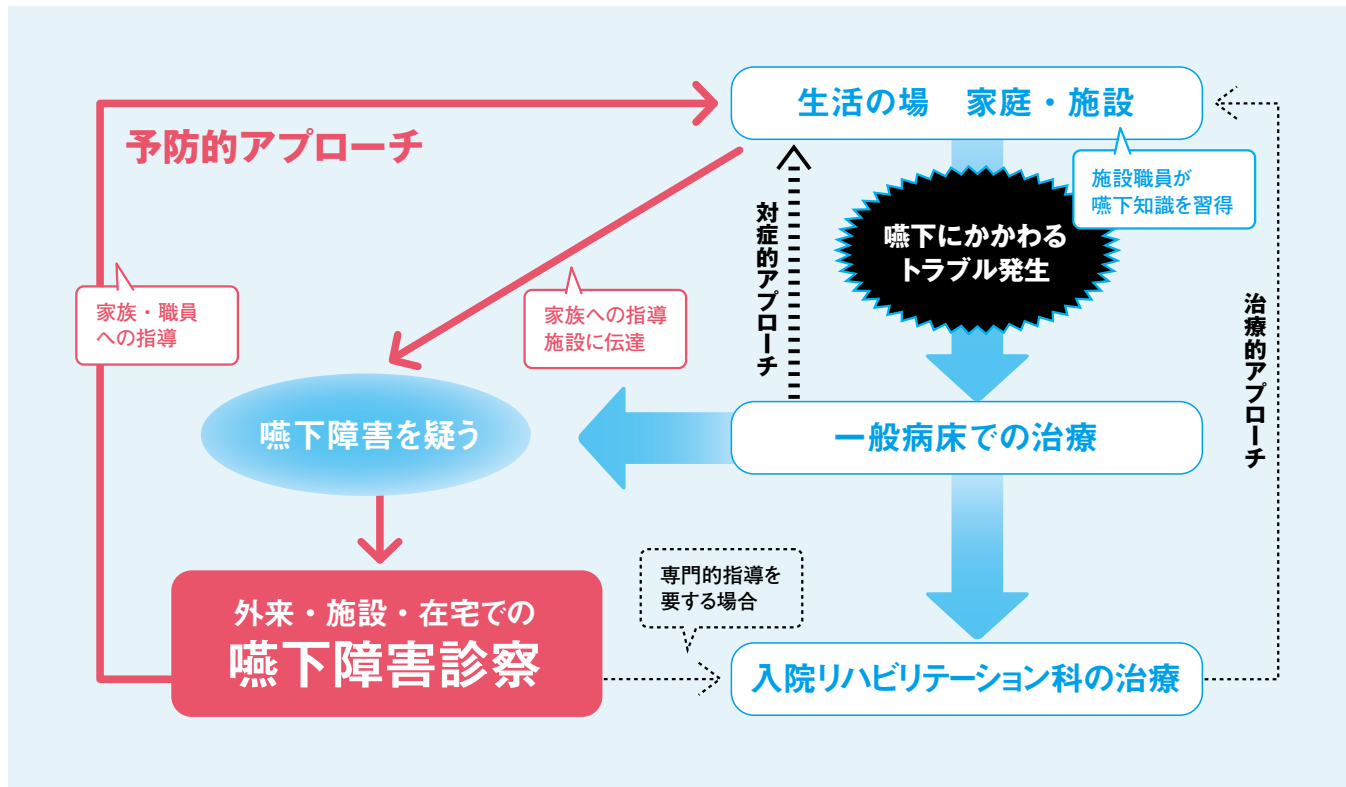 生活の場　家庭・施設
予防的アプローチ
施設職員が
嚥下知識を習得
対症的アプローチ
嚥下にかかわる
トラブル発生
家族・職員
への指導
家族への指導
施設に伝達
治療的アプローチ
嚥下障害を疑う
一般病床での治療
専門的指導を
要する場合
外来・施設・在宅での
嚥下障害診察
入院リハビリテーション科の治療